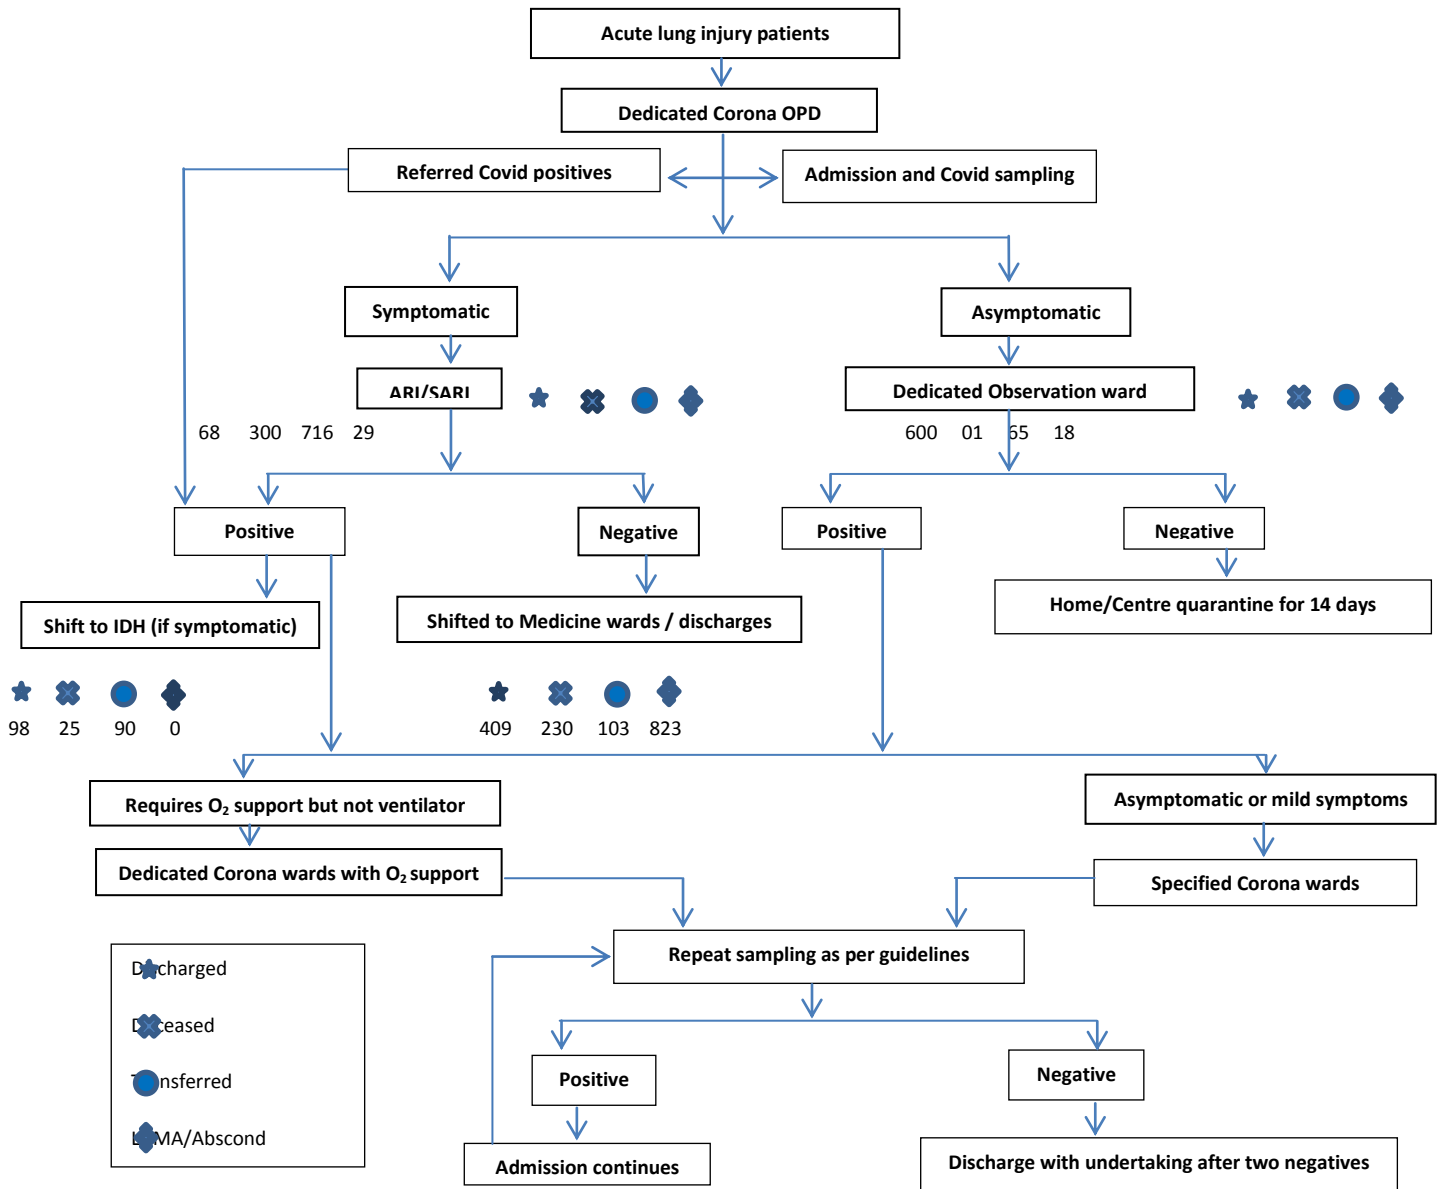 Acute lung injury patients
Dedicated Corona OPD
Referred Covid positives
Admission and Covid sampling
Symptomatic
Asymptomatic
ARI/SARI
Dedicated Observation ward
68 300 716 29
600 01 65 18
Positive
Negative
Positive
Negative
Shift to IDH (if symptomatic)
Shifted to Medicine wards / discharges
Home/Centre quarantine for 14 days
98 25 90 0
409 230 103 823
Requires O₂ support but not ventilator
Asymptomatic or mild symptoms
Dedicated Corona wards with O₂ support
Specified Corona wards
Repeat sampling as per guidelines
Discharged
Deceased
Transferred
LAMA/Abscond
Positive
Negative
Admission continues
Discharge with undertaking after two negatives